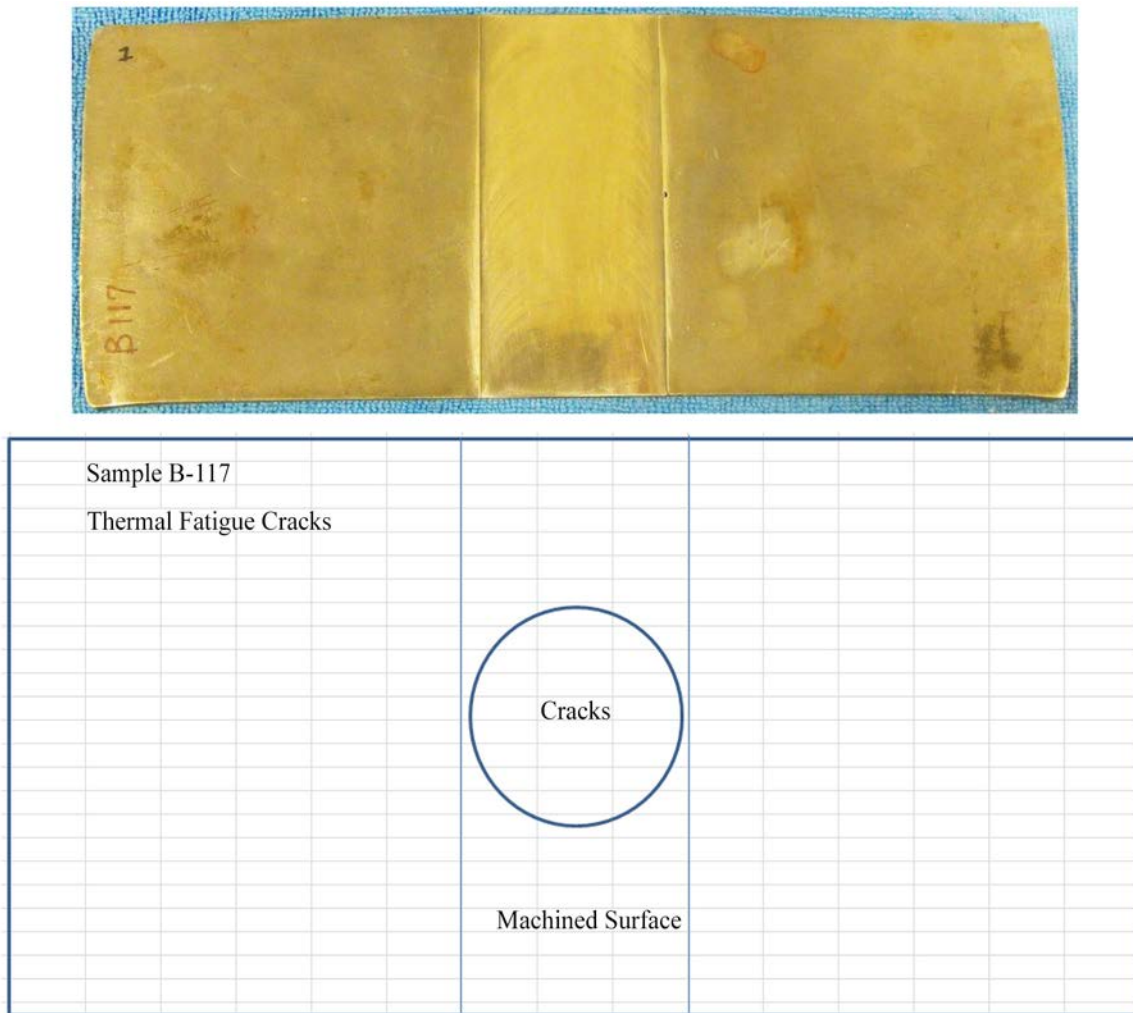 1
B117
Sample B-117
Thermal Fatigue Cracks
Cracks
Machined Surface